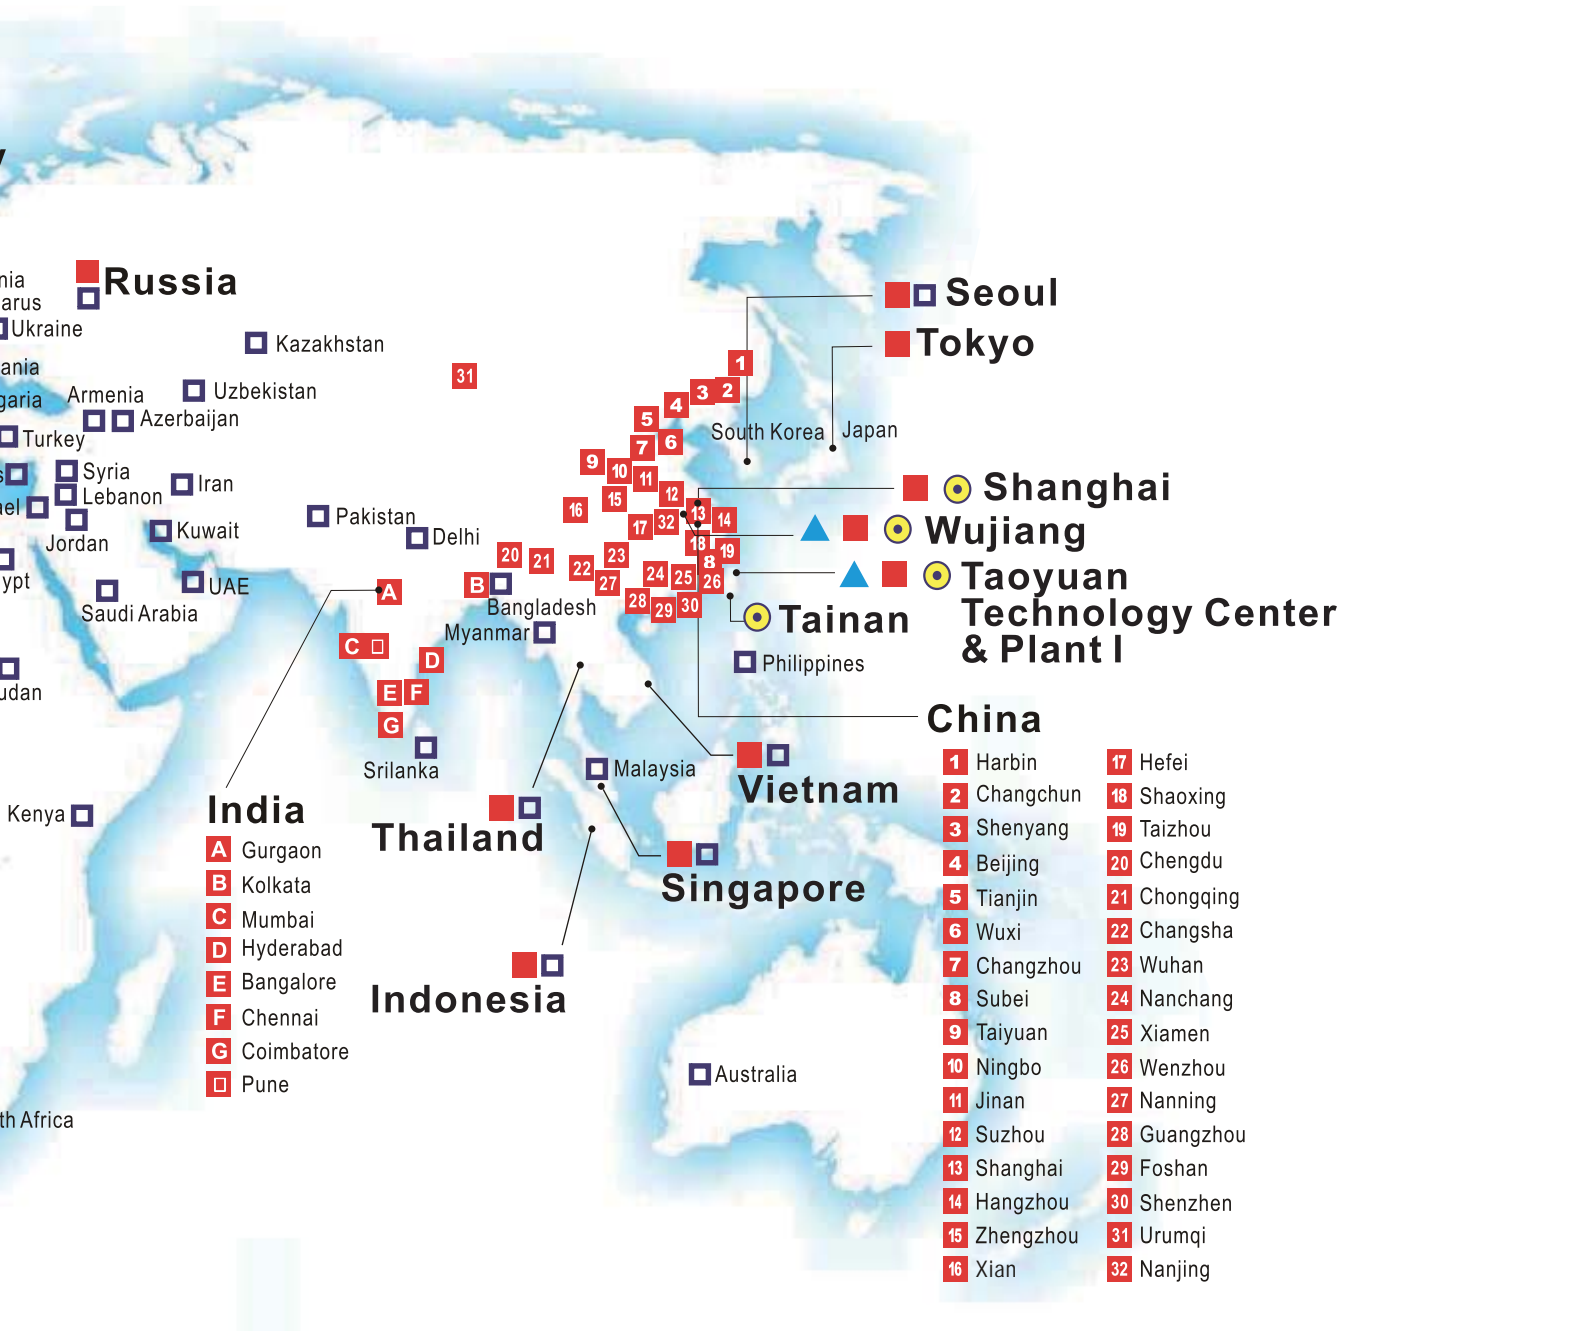 y
Russia
nia
arus
Ukraine
ania
garia
Kazakhstan
Uzbekistan
Armenia
Azerbaijan
Turkey
s
Syria
Lebanon
Iran
ael
Jordan
Kuwait
Pakistan
Delhi
ypt
Saudi Arabia
UAE
udan
Kenya
th Africa
31
1
2
3
4
5
6
7
9
10
11
12
13
14
15
16
17
32
18
19
8
20
21
22
23
24
25
26
27
28
29
30
A
B
C
D
E F
G
Bangladesh
Myanmar
Srilanka
South Korea
Japan
Seoul
Tokyo
Shanghai
Wujiang
Taoyuan
Technology Center
& Plant I
Tainan
Philippines
Malaysia
Vietnam
Thailand
Singapore
Indonesia
Australia
India
A Gurgaon
B Kolkata
C Mumbai
D Hyderabad
E Bangalore
F Chennai
G Coimbatore
Pune
China
1 Harbin
2 Changchun
3 Shenyang
4 Beijing
5 Tianjin
6 Wuxi
7 Changzhou
8 Subei
9 Taiyuan
10 Ningbo
11 Jinan
12 Suzhou
13 Shanghai
14 Hangzhou
15 Zhengzhou
16 Xian
17 Hefei
18 Shaoxing
19 Taizhou
20 Chengdu
21 Chongqing
22 Changsha
23 Wuhan
24 Nanchang
25 Xiamen
26 Wenzhou
27 Nanning
28 Guangzhou
29 Foshan
30 Shenzhen
31 Urumqi
32 Nanjing